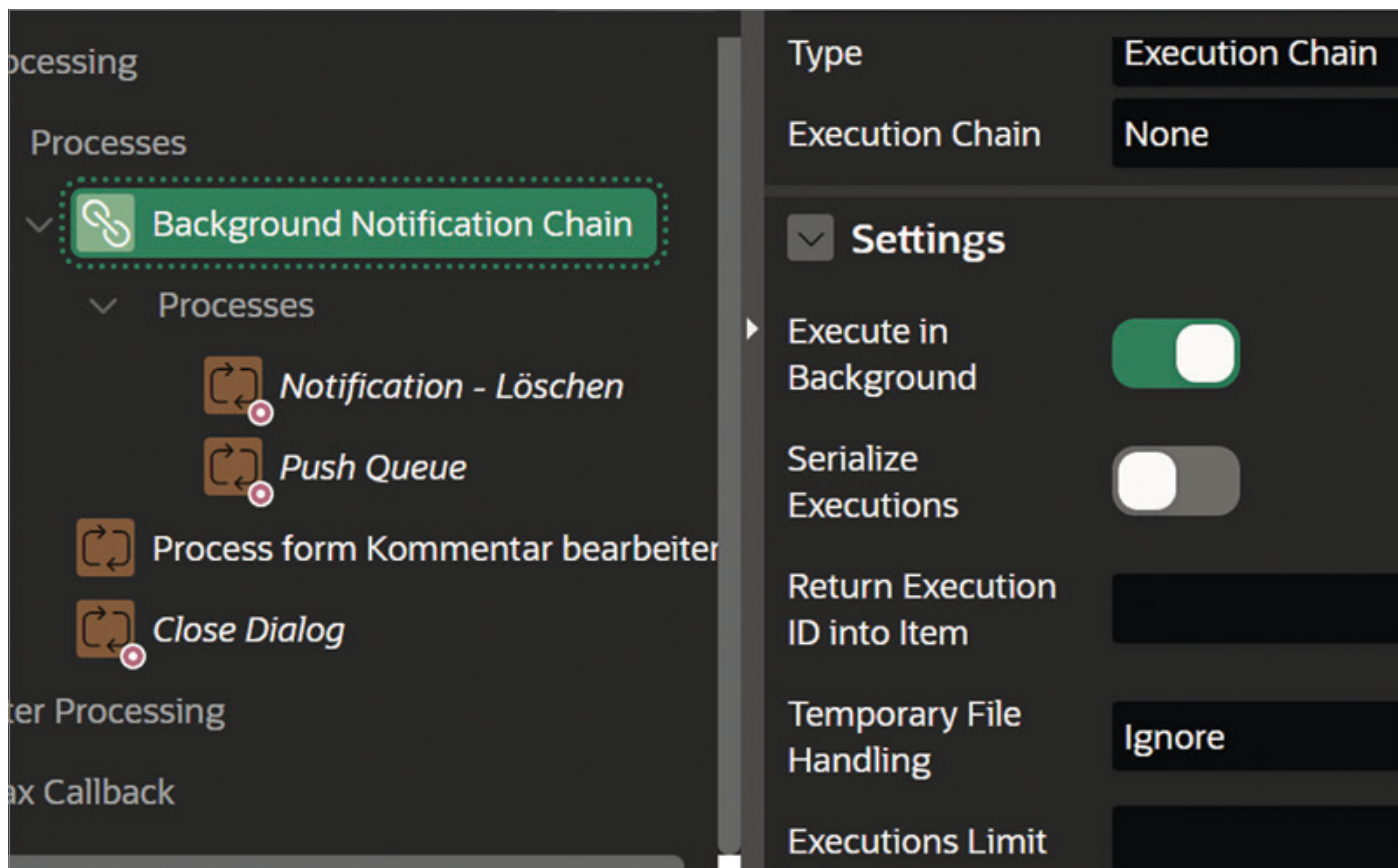 ocessing
Processes
Background Notification Chain
Processes
Notification - Löschen
Push Queue
Process form Kommentar bearbeiten
Close Dialog
ter Processing
ax Callback
Type
Execution Chain
Execution Chain
None
Settings
Execute in
Background
Serialize
Executions
Return Execution
ID into Item
Temporary File
Handling
Ignore
Executions Limit